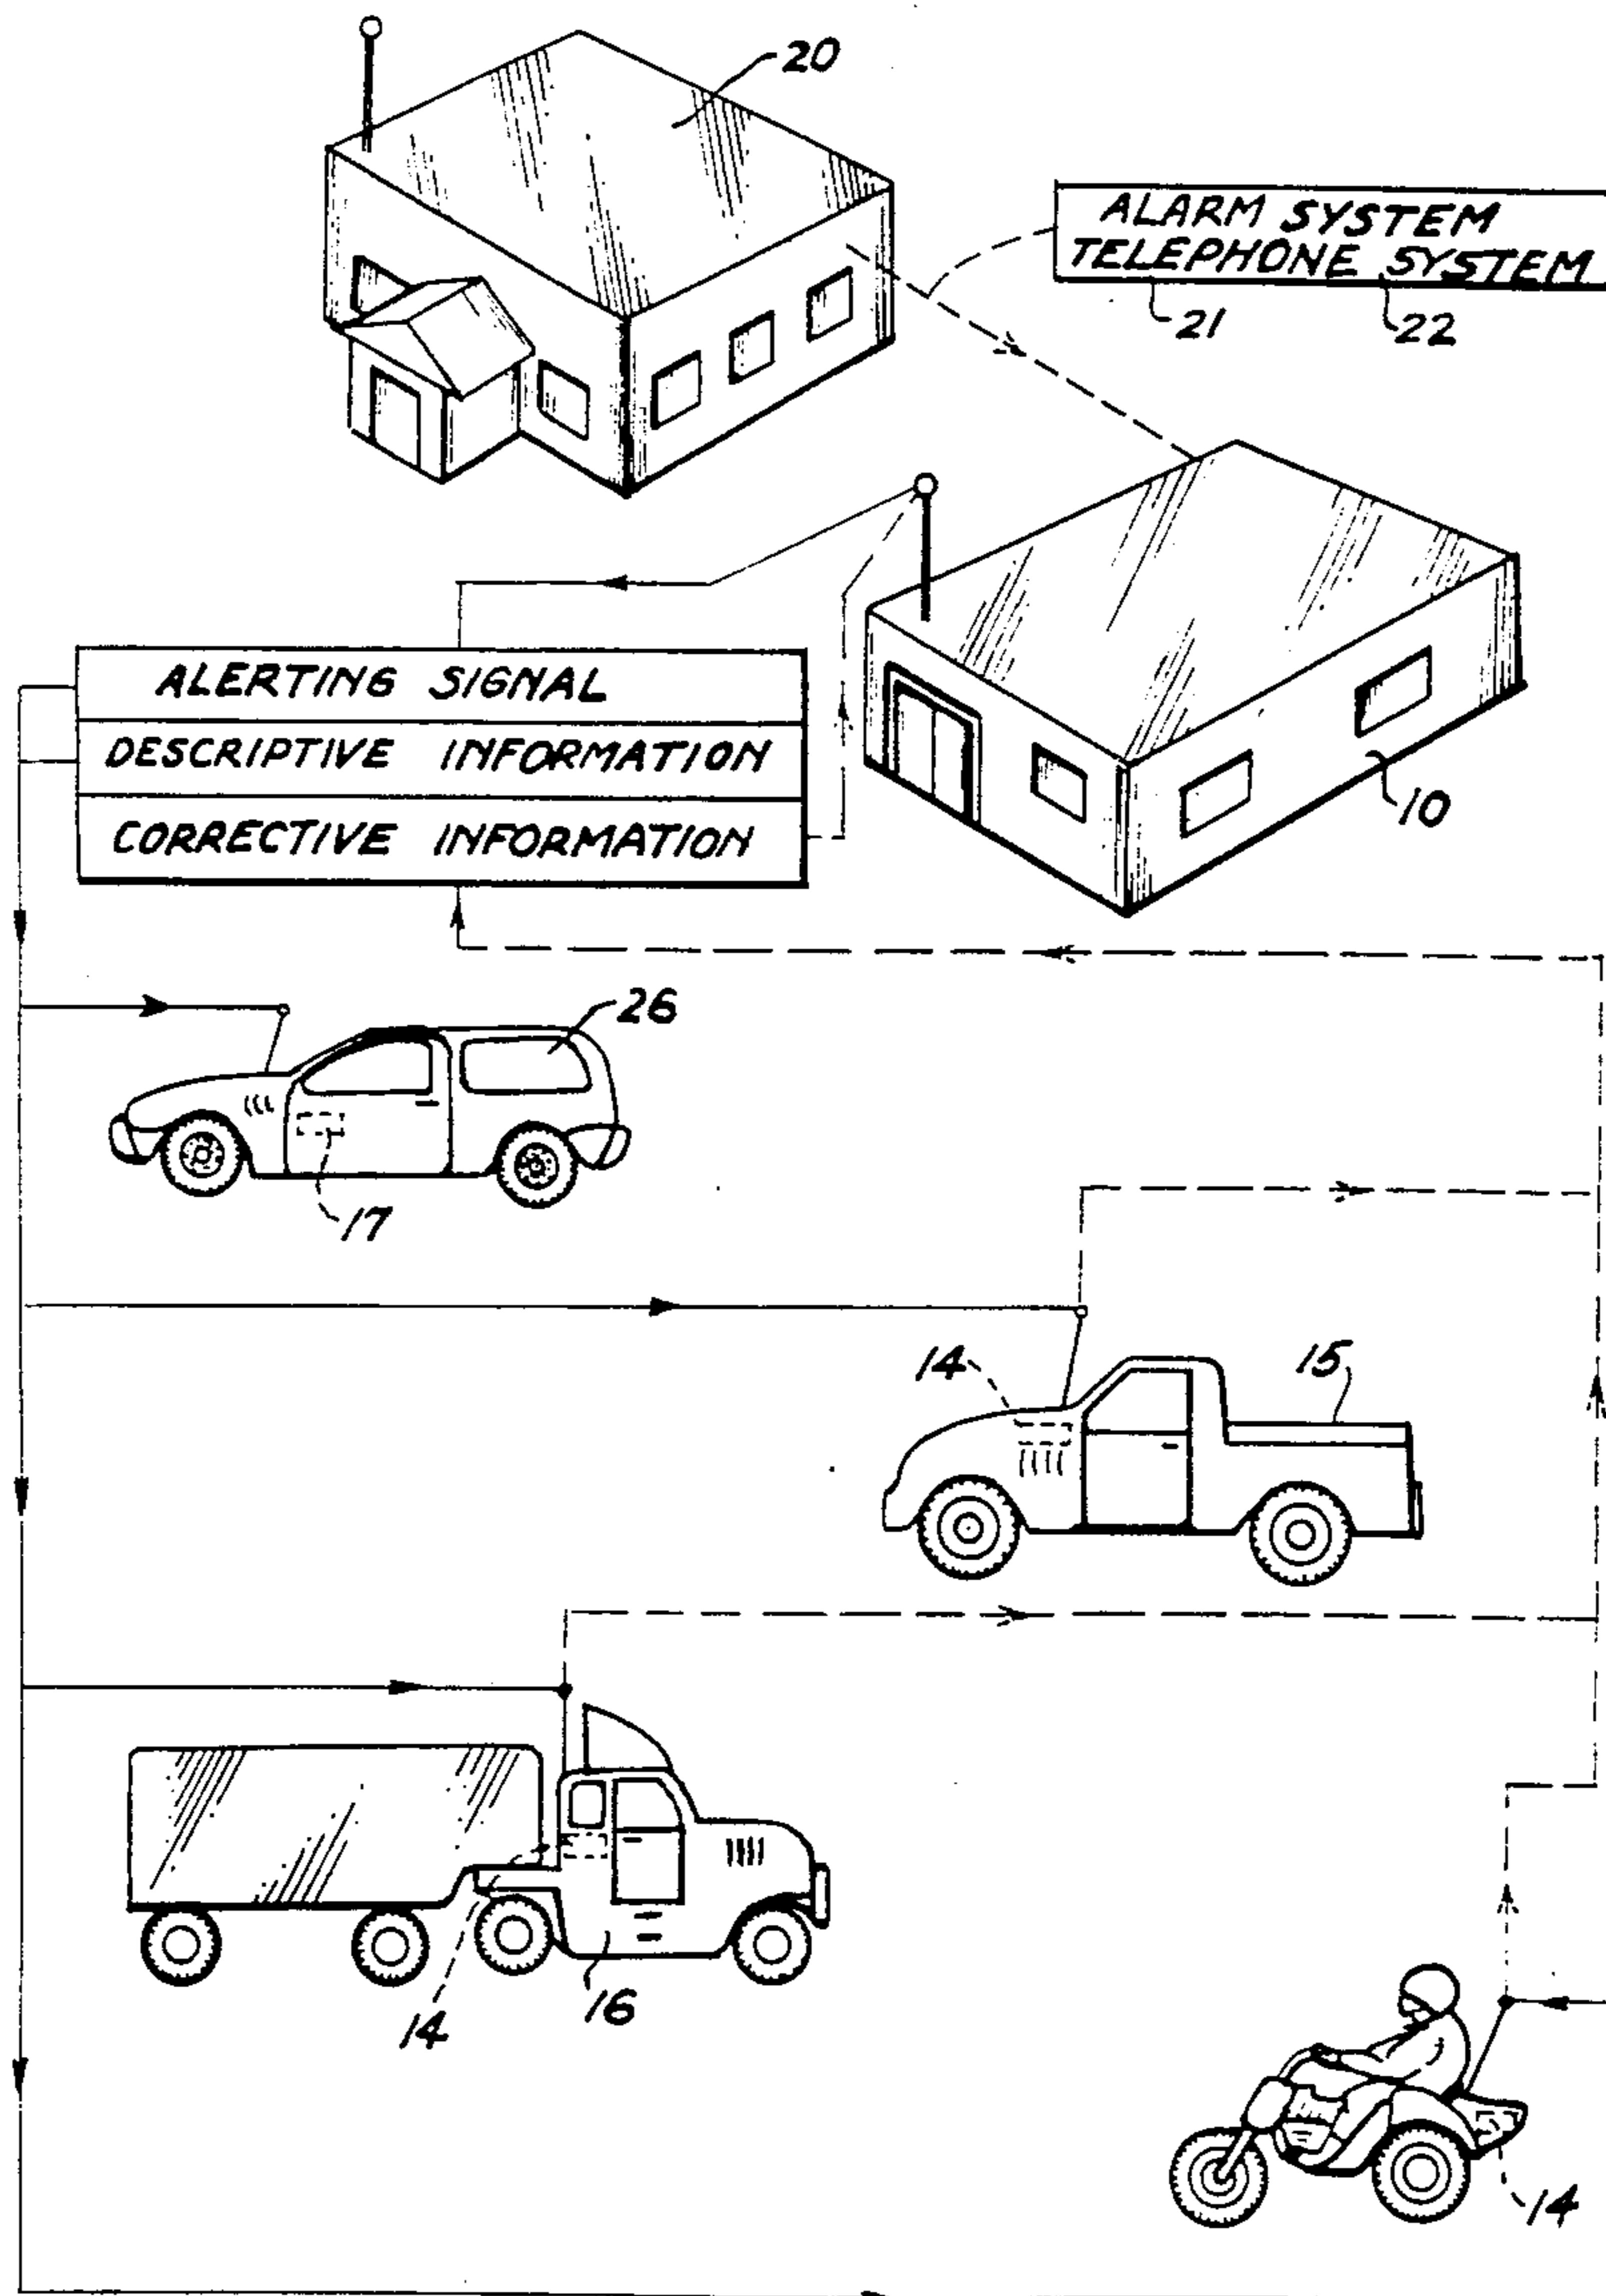 20
ALARM SYSTEM
TELEPHONE SYSTEM
21 22
ALERTING SIGNAL
DESCRIPTIVE INFORMATION
10
CORRECTIVE INFORMATION
26
17
14 15
16
14
14